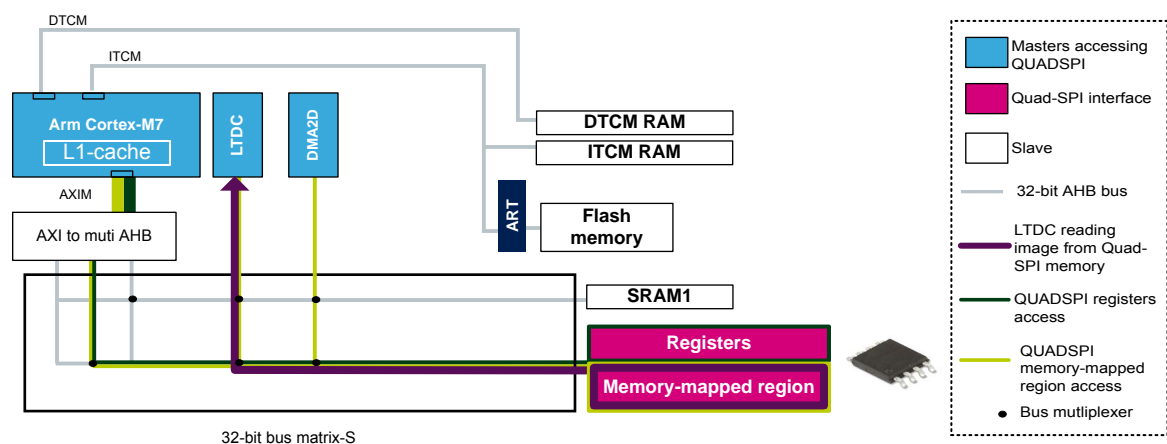 DTCM
ITCM
Arm Cortex-M7
L1-cache
LTDC
DMA2D
AXIM
AXI to muti AHB
DTCM RAM
ITCM RAM
ART
Flash
memory
SRAM1
Registers
Memory-mapped region
32-bit bus matrix-S
Masters accessing
QUADSPI
Quad-SPI interface
Slave
32-bit AHB bus
LTDC reading
image from Quad-
SPI memory
QUADSPI registers
access
QUADSPI
memory-mapped
region access
Bus mutliplexer